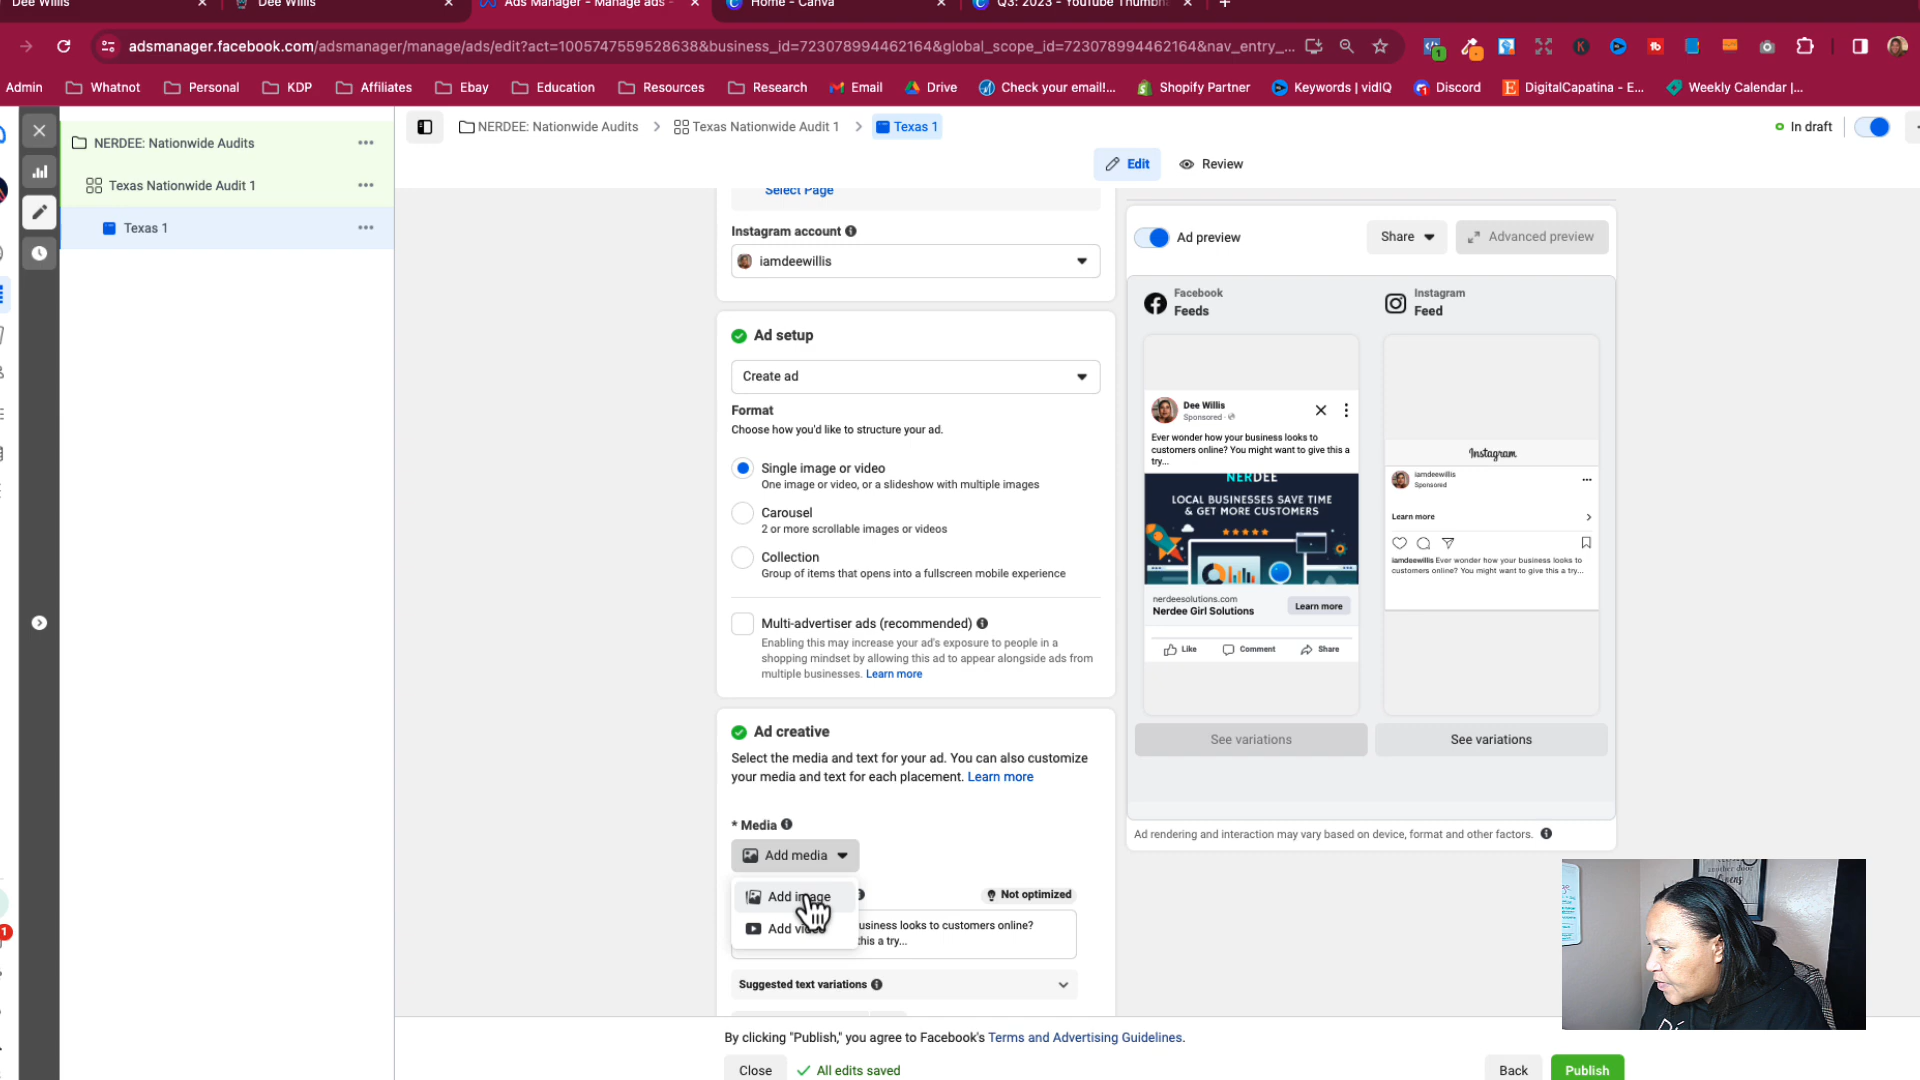 Dee Willis
Dee Willis
Ads Manager - Manage ads -
Home - Canva
Q3: 2023 - YouTube Thumbn
adsmanager.facebook.com/adsmanager/manage/ads/edit?act=1005747559528638&business_id=723078994462164&global_scope_id=723078994462164&nav_entry_...
Admin
Whatnot
Personal
KDP
Affiliates
Ebay
Education
Resources
Research
Email
Drive
Check your email!...
Shopify Partner
Keywords | vidIQ
Discord
DigitalCapatina - E...
Weekly Calendar |...
NERDEE: Nationwide Audits
Texas Nationwide Audit 1
Texas 1
NERDEE: Nationwide Audits
Texas Nationwide Audit 1
Texas 1
In draft
Edit
Review
Select Page
Instagram account
iamdeewillis
Ad setup
Create ad
Format
Choose how you'd like to structure your ad.
Single image or video
One image or video, or a slideshow with multiple images
Carousel
2 or more scrollable images or videos
Collection
Group of items that opens into a fullscreen mobile experience
Multi-advertiser ads (recommended)
Enabling this may increase your ad's exposure to people in a
shopping mindset by allowing this ad to appear alongside ads from
multiple businesses. Learn more
Ad creative
Select the media and text for your ad. You can also customize
your media and text for each placement. Learn more
* Media
Add media
Add image
Add video
Not optimized
usiness looks to customers online?
this a try...
Suggested text variations
Ad preview
Share
Advanced preview
Facebook
Feeds
Instagram
Feed
Dee Willis
Sponsored
Ever wonder how your business looks to
customers online? You might want to give this a
try...
NERDEE
LOCAL BUSINESSES SAVE TIME
& GET MORE CUSTOMERS
nerdeesolutions.com
Nerdee Girl Solutions
Learn more
Like
Comment
Share
Instagram
iamdeewillis
Sponsored
Learn more
iamdeewillis Ever wonder how your business looks to
customers online? You might want to give this a try...
See variations
See variations
Ad rendering and interaction may vary based on device, format and other factors.
1
By clicking "Publish," you agree to Facebook's Terms and Advertising Guidelines.
Close
All edits saved
Back
Publish